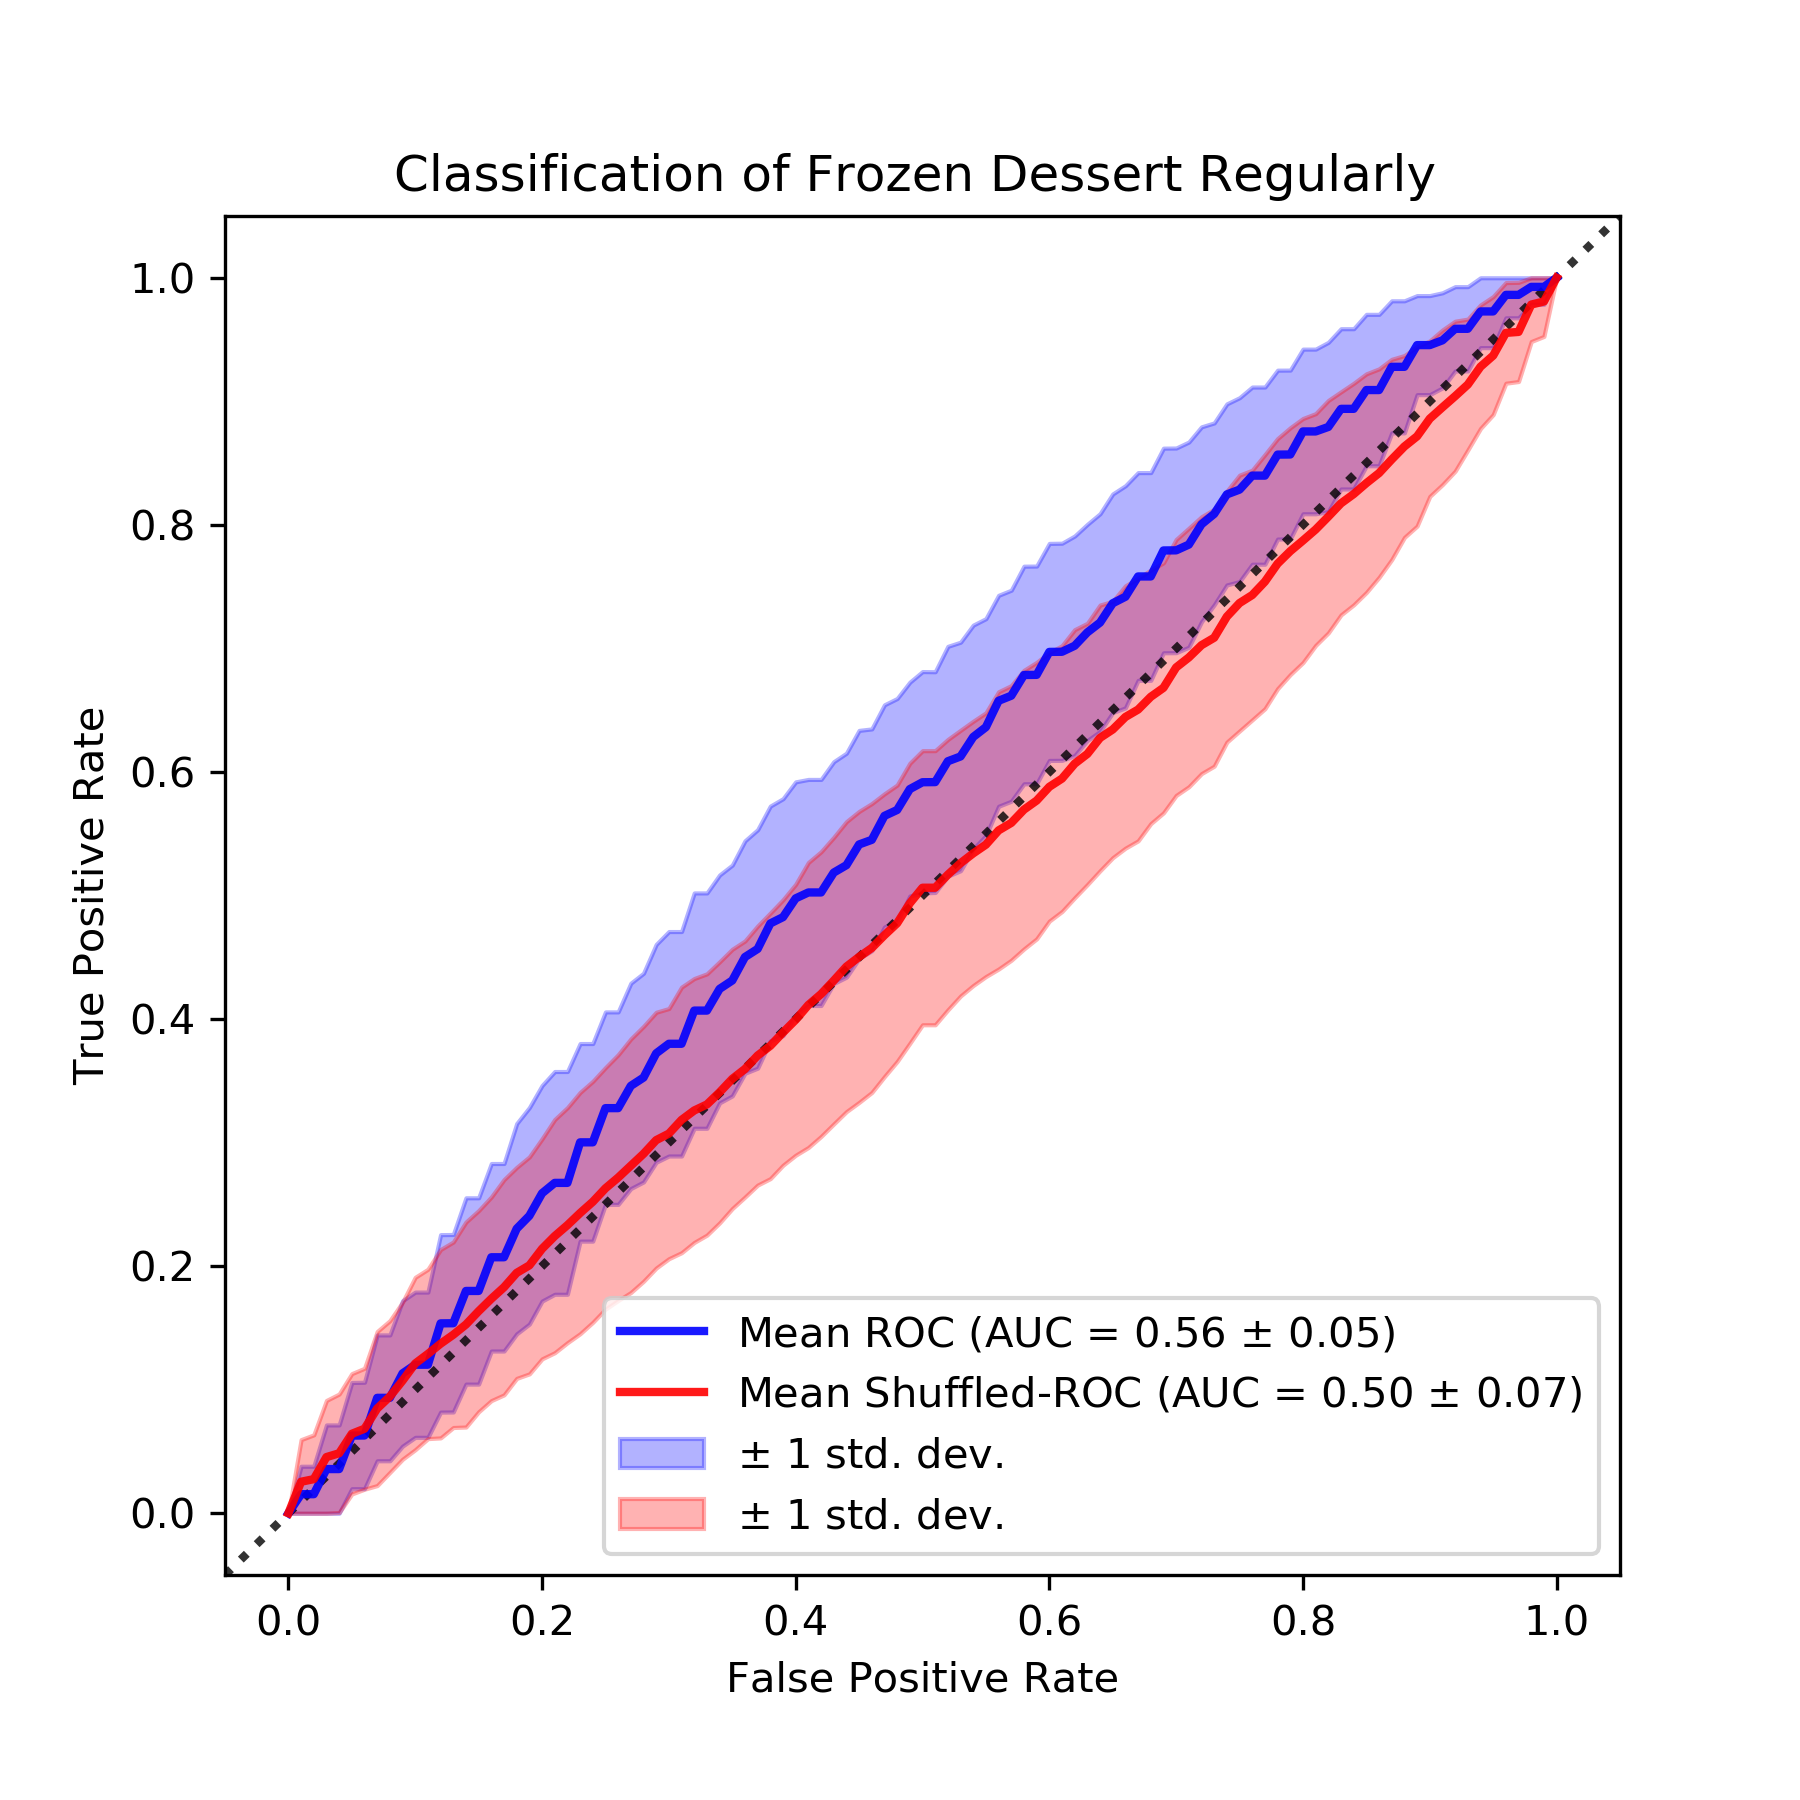 Classification of Frozen Dessert Regularly
1.0
0.8
0.6
0.4
0.2
0.0
True Positive Rate
Mean ROC (AUC = 0.56 ± 0.05)
Mean Shuffled-ROC (AUC = 0.50 ± 0.07)
± 1 std. dev.
± 1 std. dev.
0.0 0.2 0.4 0.6 0.8 1.0
False Positive Rate